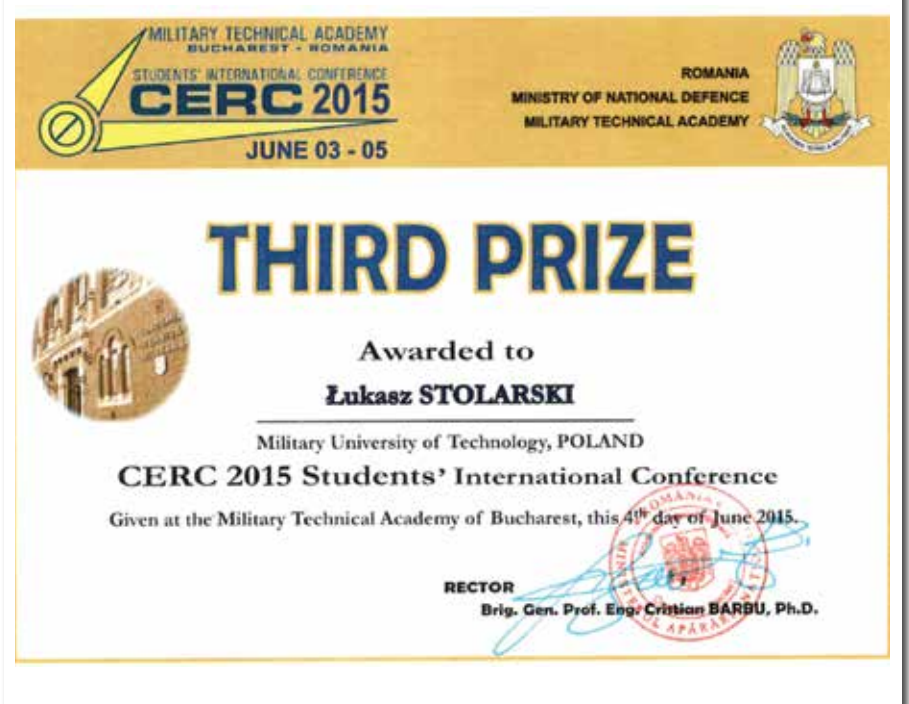 MILITARY TECHNICAL ACADEMY
BUCHAREST - ROMANIA
STUDENTS' INTERNATIONAL CONFERENCE
CERC 2015
JUNE 03 - 05
ROMANIA
MINISTRY OF NATIONAL DEFENCE
MILITARY TECHNICAL ACADEMY
THIRD PRIZE
Awarded to
Łukasz STOLARSKI
Military University of Technology, POLAND
CERC 2015 Students' International Conference
Given at the Military Technical Academy of Bucharest, this 4th day of June 2015.
RECTOR
Brig. Gen. Prof. Eng. Cristian BARBU, Ph.D.
ROMÂNIA